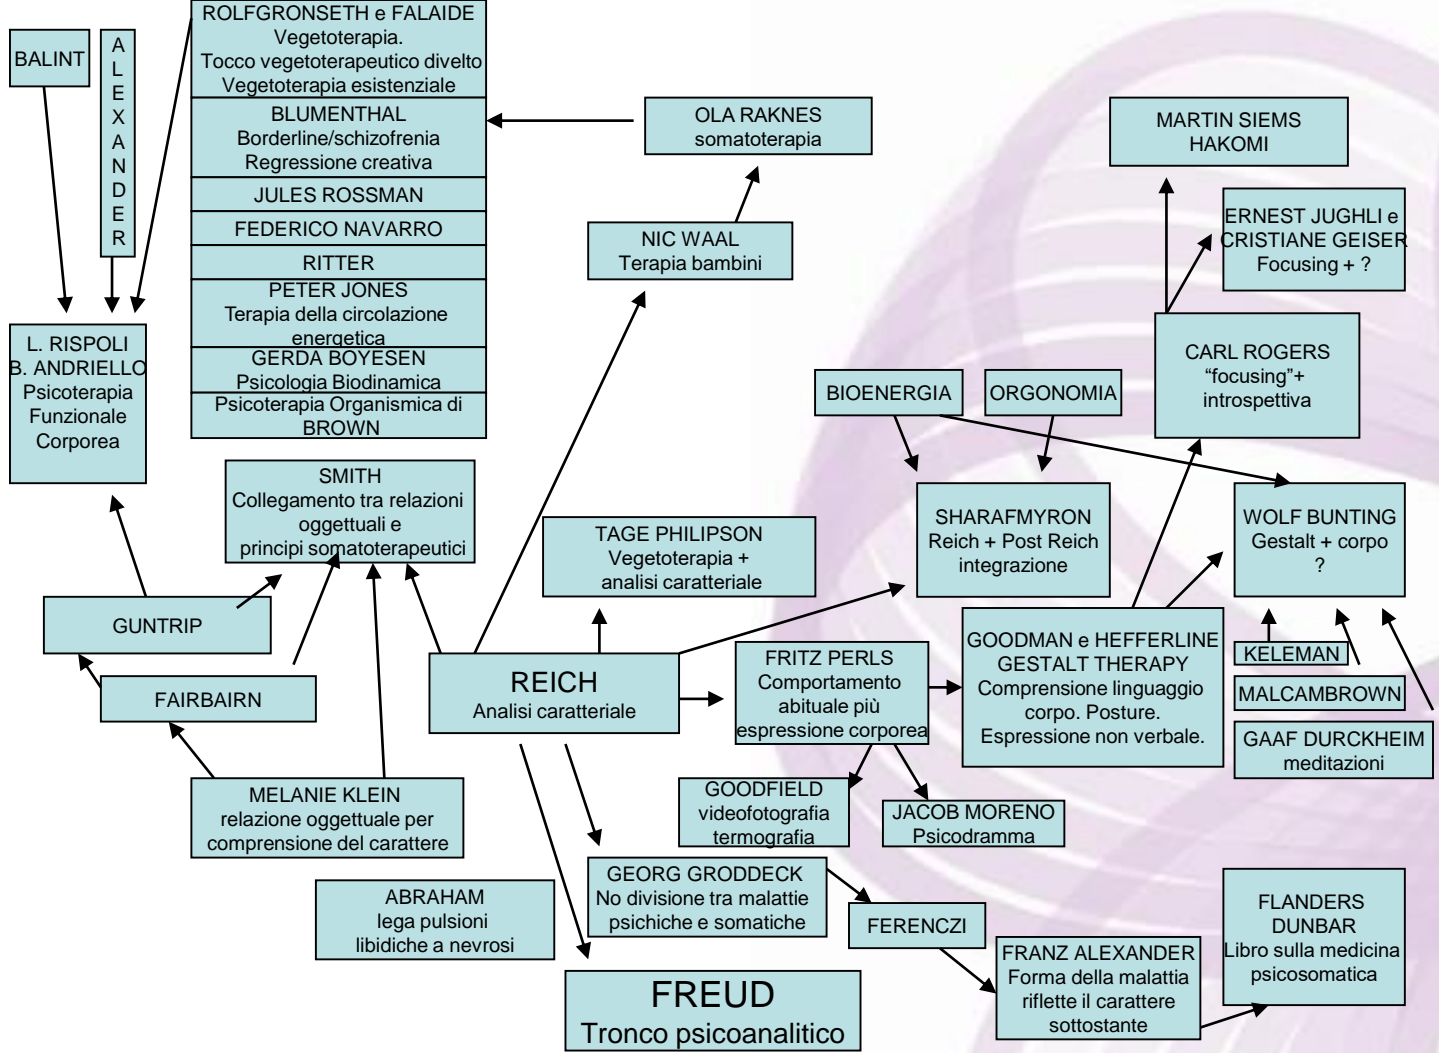 ROLFGRONSETH e FALAIDE
Vegetoterapia.
Tocco vegetoterapeutico divelto
Vegetoterapia esistenziale
BALINT
A
L
E
X
A
N
D
E
R
BLUMENTHAL
Borderline/schizofrenia
Regressione creativa
JULES ROSSMAN
FEDERICO NAVARRO
RITTER
PETER JONES
Terapia della circolazione
energetica
GERDA BOYESEN
Psicologia Biodinamica
Psicoterapia Organismica di
BROWN
OLA RAKNES
somatoterapia
MARTIN SIEMS
HAKOMI
NIC WAAL
Terapia bambini
ERNEST JUGHLI e
CRISTIANE GEISER
Focusing + ?
L. RISPOLI
B. ANDRIELLO
Psicoterapia
Funzionale
Corporea
CARL ROGERS
“focusing”+
introspettiva
BIOENERGIA
ORGONOMIA
SMITH
Collegamento tra relazioni
oggettuali e
principi somatoterapeutici
TAGE PHILIPSON
Vegetoterapia +
analisi caratteriale
SHARAFMYRON
Reich + Post Reich
integrazione
WOLF BUNTING
Gestalt + corpo
?
GUNTRIP
FAIRBAIRN
REICH
Analisi caratteriale
FRITZ PERLS
Comportamento
abituale più
espressione corporea
GOODMAN e HEFFERLINE
GESTALT THERAPY
Comprensione linguaggio
corpo. Posture.
Espressione non verbale.
KELEMAN
MALCAMBROWN
GAAF DURCKHEIM
meditazioni
MELANIE KLEIN
relazione oggettuale per
comprensione del carattere
GOODFIELD
videofotografia
termografia
JACOB MORENO
Psicodramma
ABRAHAM
lega pulsioni
libidiche a nevrosi
GEORG GRODDECK
No divisione tra malattie
psichiche e somatiche
FERENCZI
FRANZ ALEXANDER
Forma della malattia
riflette il carattere
sottostante
FLANDERS
DUNBAR
Libro sulla medicina
psicosomatica
FREUD
Tronco psicoanalitico